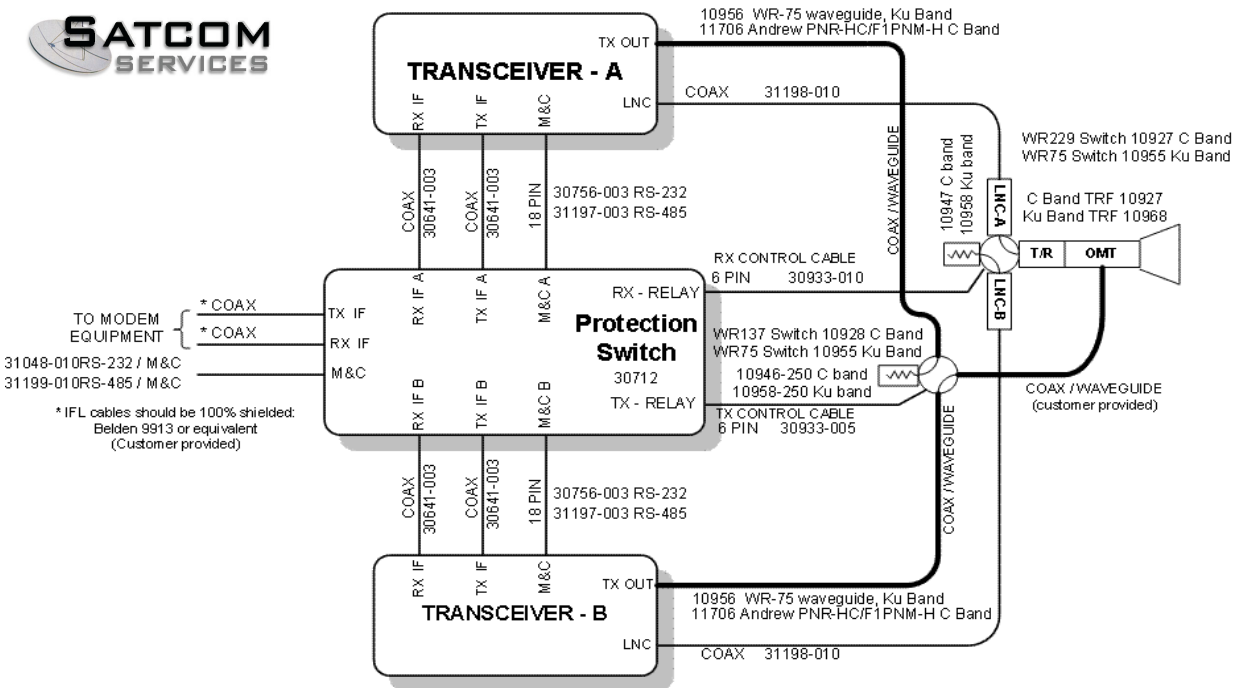 SATCOM
SERVICES
10956 WR-75 waveguide, Ku Band
11706 Andrew PNR-HC/F1PNM-H C Band
TX OUT
TRANSCEIVER - A
LNC
RX IF
TX IF
M&C
COAX 31198-010
COAX
30641-003
COAX
30641-003
18 PIN
30756-003 RS-232
31197-003 RS-485
COAX / WAVEGUIDE
10947 C band
10958 Ku band
WR229 Switch 10927 C Band
WR75 Switch 10955 Ku Band
LNC-A
C Band TRF 10927
Ku Band TRF 10968
T/R
OMT
LNC-B
RX CONTROL CABLE
6 PIN 30933-010
RX IF A
TX IF A
M&C A
RX - RELAY
Protection
Switch
30712
TX - RELAY
TX IF
RX IF
M&C
RX IF B
TX IF B
M&C B
* COAX
* COAX
TO MODEM
EQUIPMENT
31048-010RS-232 / M&C
31199-010RS-485 / M&C
* IFL cables should be 100% shielded:
Belden 9913 or equivalent
(Customer provided)
WR137 Switch 10928 C Band
WR75 Switch 10955 Ku Band
10946-250 C band
10958-250 Ku band
TX CONTROL CABLE
6 PIN 30933-005
COAX / WAVEGUIDE
(customer provided)
COAX / WAVEGUIDE
COAX
30641-003
COAX
30641-003
18 PIN
30756-003 RS-232
31197-003 RS-485
RX IF
TX IF
M&C
TX OUT
TRANSCEIVER - B
LNC
10956 WR-75 waveguide, Ku Band
11706 Andrew PNR-HC/F1PNM-H C Band
COAX 31198-010